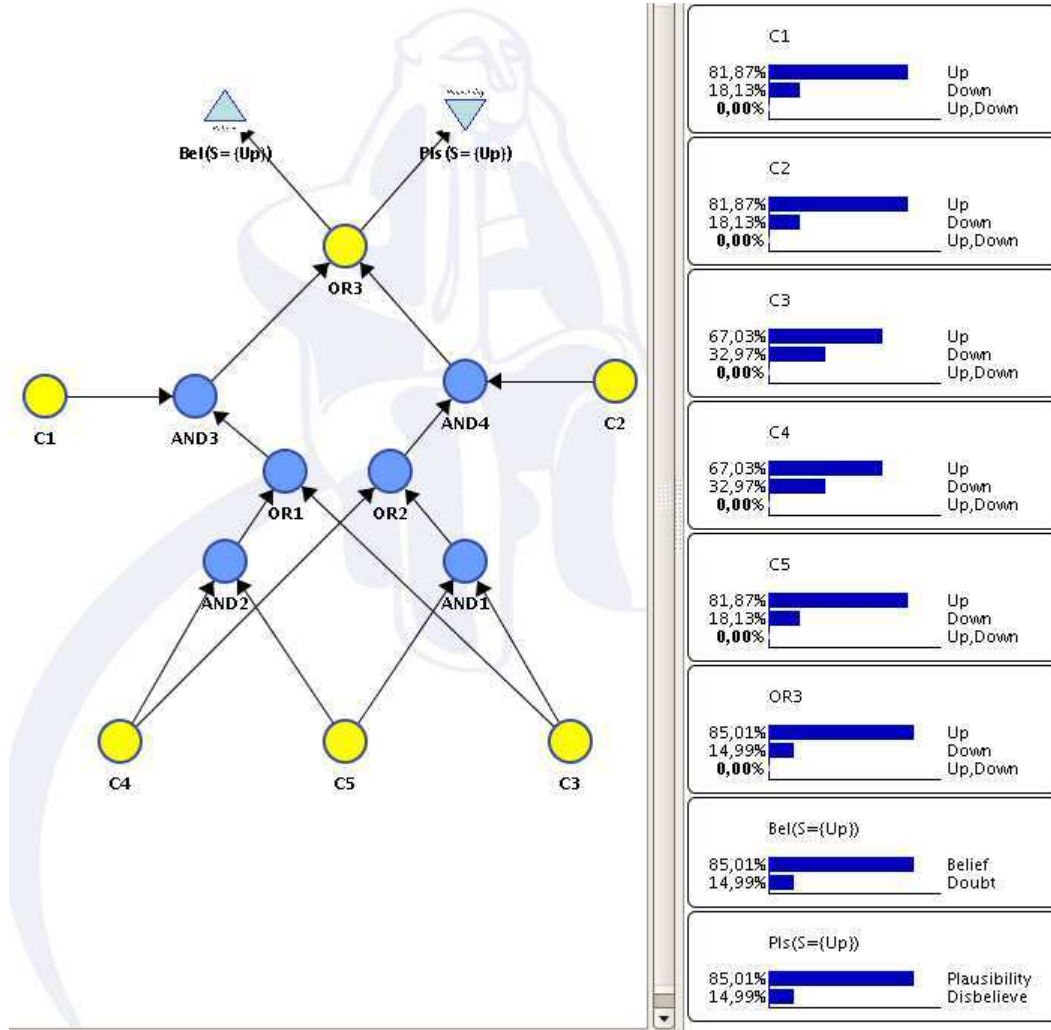 Bel(S={Up})
Pls(S={Up})
OR3
C1
AND3
AND4
C2
OR1
OR2
AND2
AND1
C4
C5
C3
C1
81,87% Up
18,13% Down
0,00% Up,Down
C2
81,87% Up
18,13% Down
0,00% Up,Down
C3
67,03% Up
32,97% Down
0,00% Up,Down
C4
67,03% Up
32,97% Down
0,00% Up,Down
C5
81,87% Up
18,13% Down
0,00% Up,Down
OR3
85,01% Up
14,99% Down
0,00% Up,Down
Bel(S={Up})
85,01% Belief
14,99% Doubt
Pls(S={Up})
85,01% Plausibility
14,99% Disbelieve